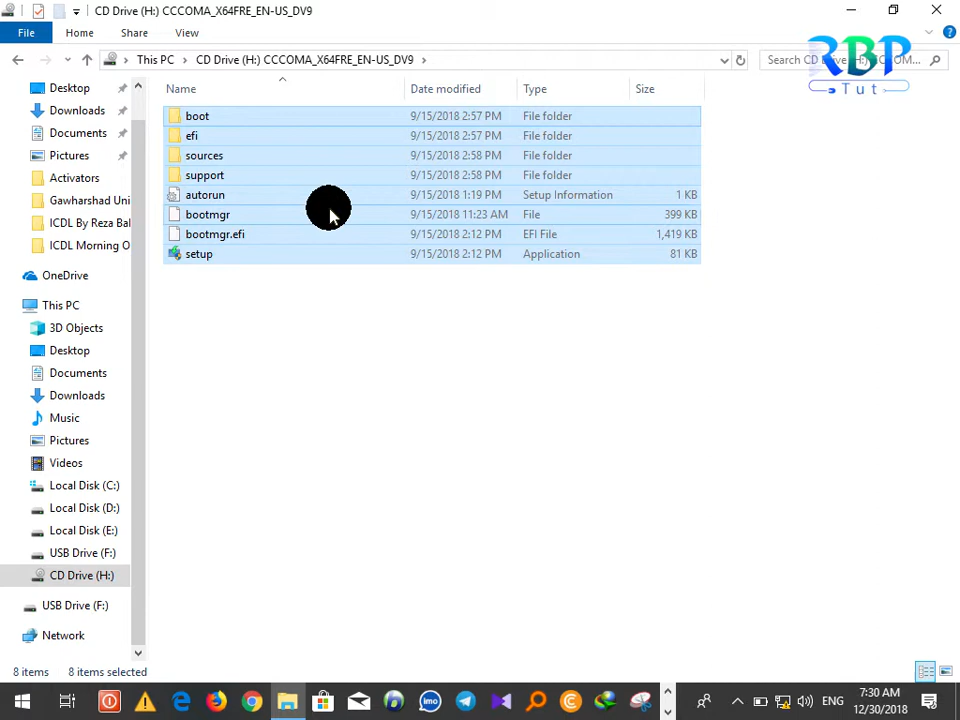 CD Drive (H:) CCCOMA_X64FRE_EN-US_DV9
File Home Share View
This PC CD Drive (H:) CCCOMA_X64FRE_EN-US_DV9
Search CD
RBP
Tut
Name Date modified Type Size
Desktop
Downloads
Documents
Pictures
Activators
Gawharshad Uni
ICDL By Reza Bal
ICDL Morning O
OneDrive
This PC
3D Objects
Desktop
Documents
Downloads
Music
Pictures
Videos
Local Disk (C:)
Local Disk (D:)
Local Disk (E:)
USB Drive (F:)
CD Drive (H:)
USB Drive (F:)
Network
boot 9/15/2018 2:57 PM File folder
efi 9/15/2018 2:57 PM File folder
sources 9/15/2018 2:58 PM File folder
support 9/15/2018 2:58 PM File folder
autorun 9/15/2018 1:19 PM Setup Information 1 KB
bootmgr 9/15/2018 11:23 AM File 399 KB
bootmgr.efi 9/15/2018 2:12 PM EFI File 1,419 KB
setup 9/15/2018 2:12 PM Application 81 KB
8 items 8 items selected
imo
ENG
7:30 AM
12/30/2018